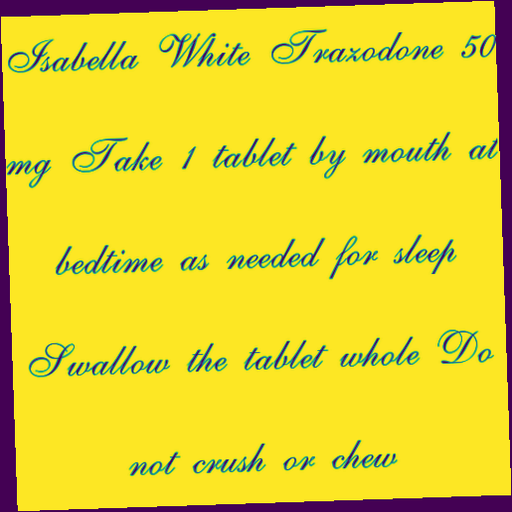 Isabella White Trazodone 50
mg Take 1 tablet by mouth at
bedtime as needed for sleep
Swallow the tablet whole Do
not crush or chew